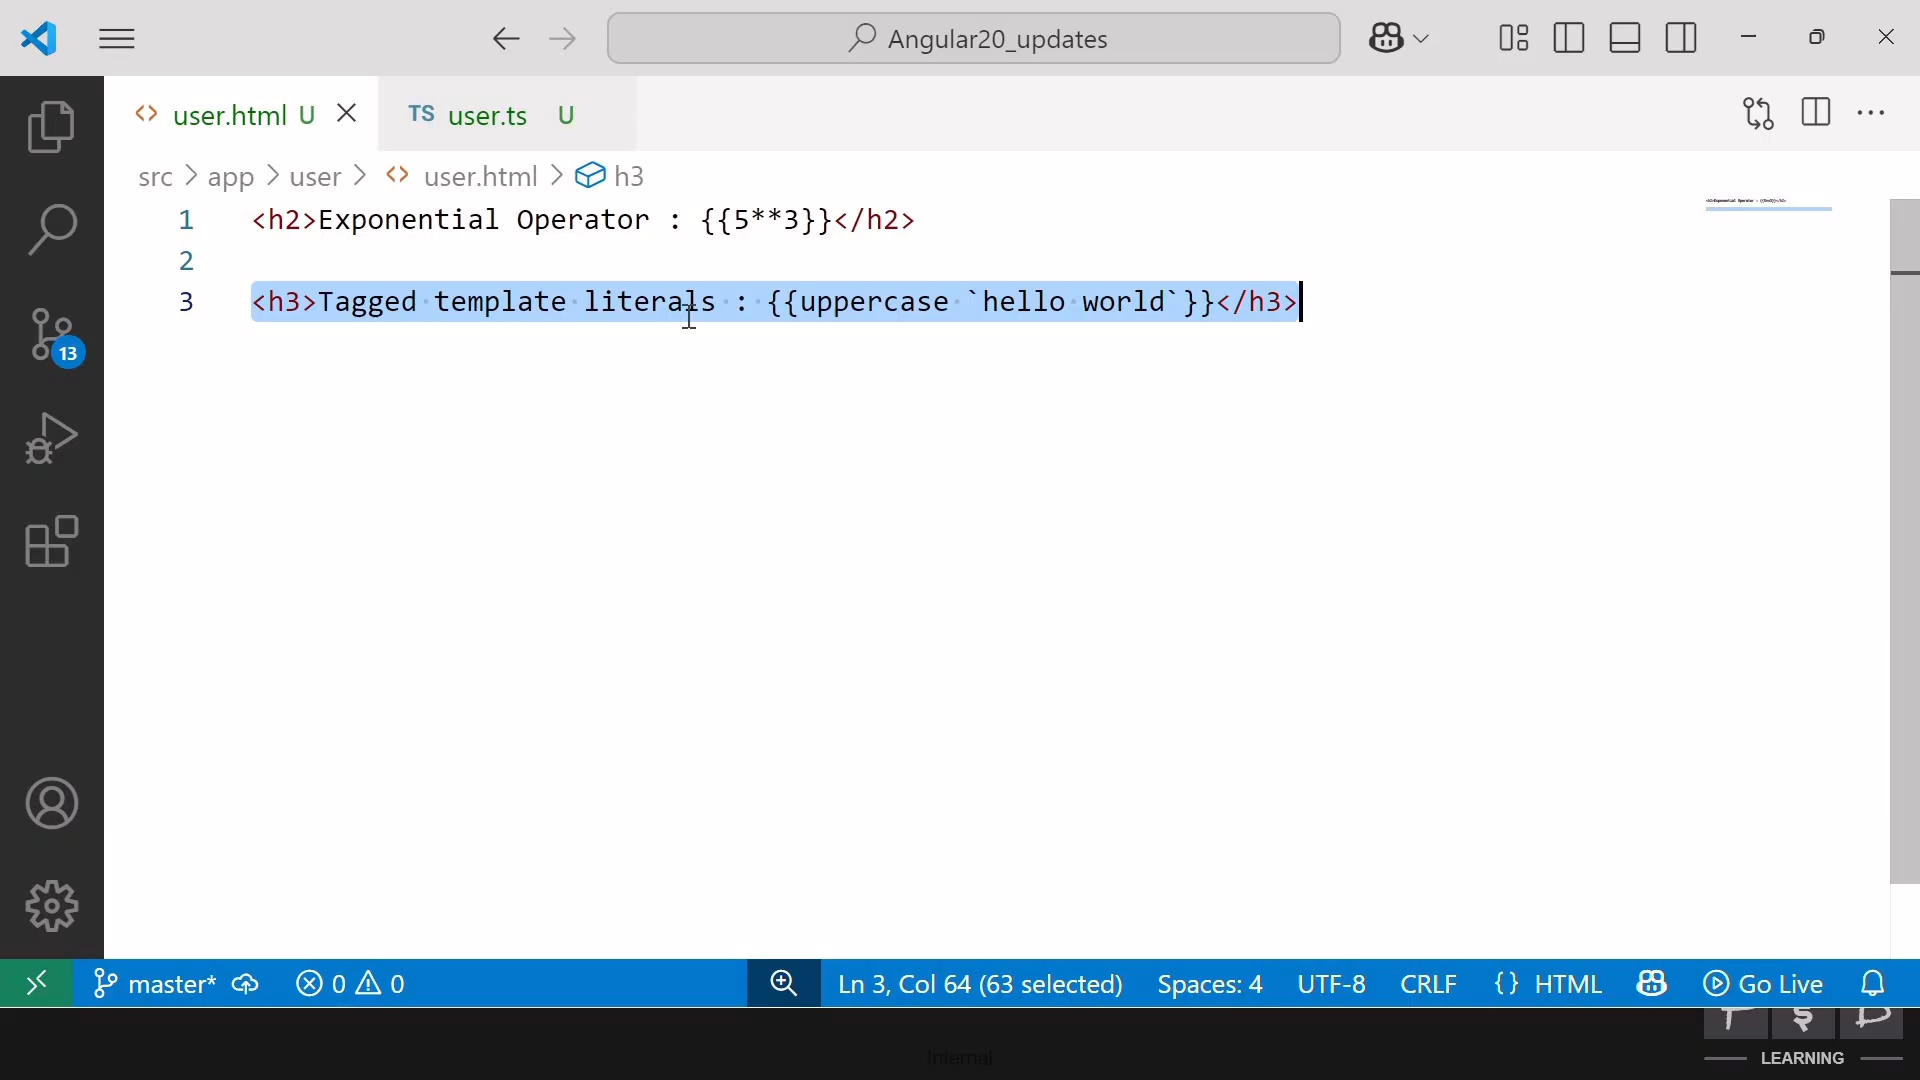 Angular20_updates
user.html U
TS user.ts U
src > app > user > user.html > h3
1 <h2>Exponential Operator : {{5**3}}</h2>
2
3 <h3>Tagged template literals : {{uppercase `hello world`}}</h3>
13
master* 0 0 Ln 3, Col 64 (63 selected) Spaces: 4 UTF-8 CRLF {} HTML Go Live
Internal
LEARNING